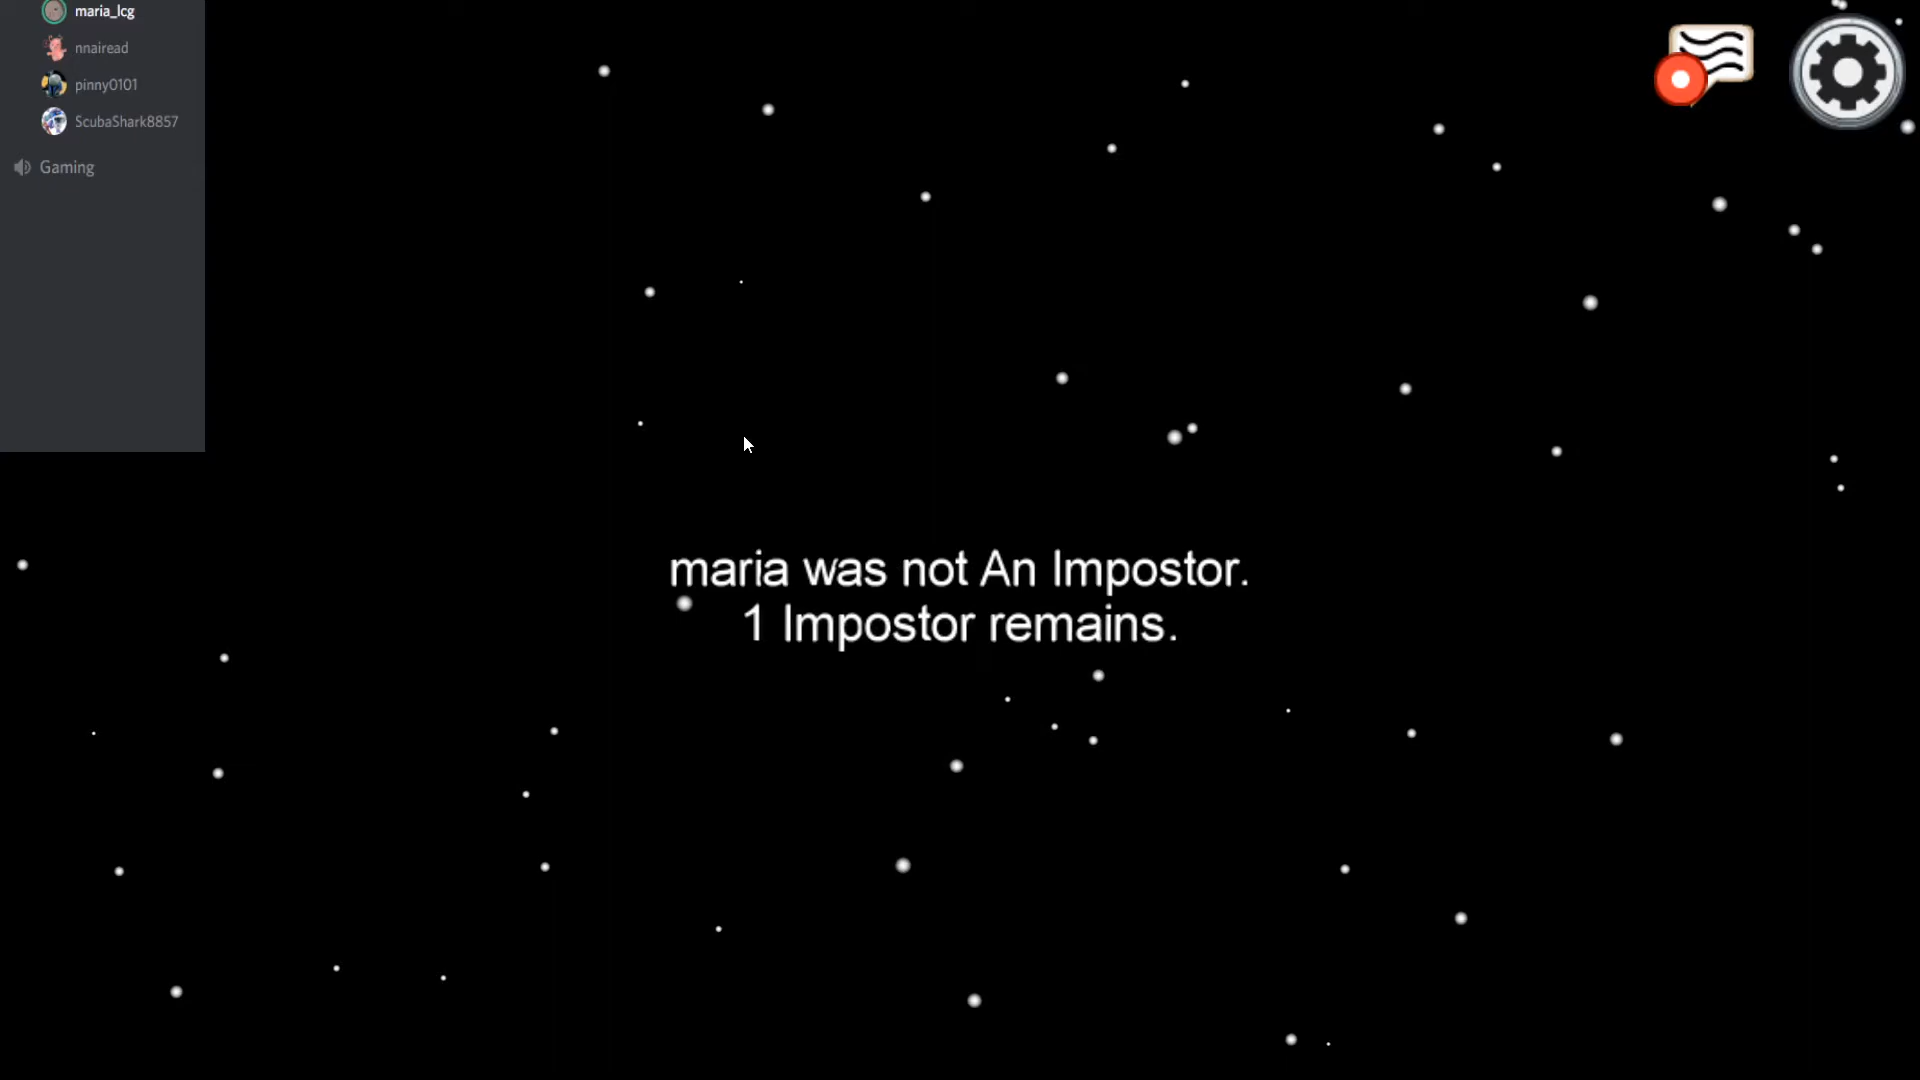 maria_lcg
nnairead
pinny0101
ScubaShark8857
Gaming
maria was not An Impostor.
1 Impostor remains.